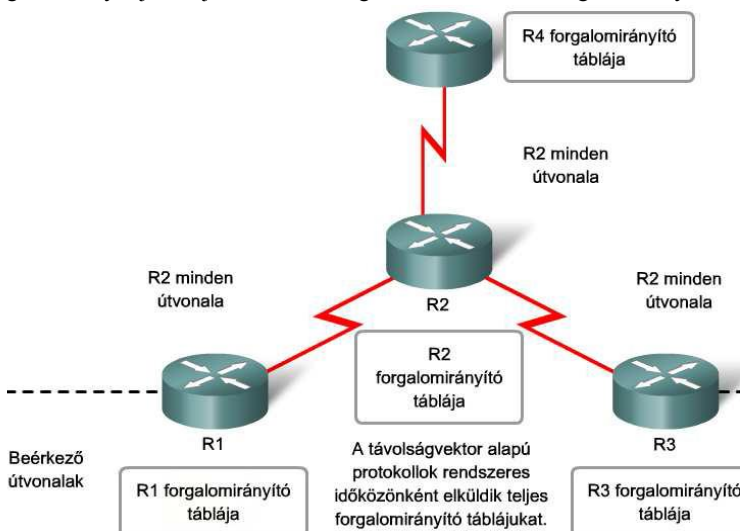 R4 forgalomirányító
táblája
R2 minden
útvonala
R2 minden
útvonala
R2
R2 minden
útvonala
R2
forgalomirányító
táblája
R1
R3
Beérkező
útvonalak
R1 forgalomirányító
táblája
A távolságvektor alapú
protokollok rendszeres
időközönként elküldik teljes
forgalomirányító táblájukat.
R3 forgalomirányító
táblája